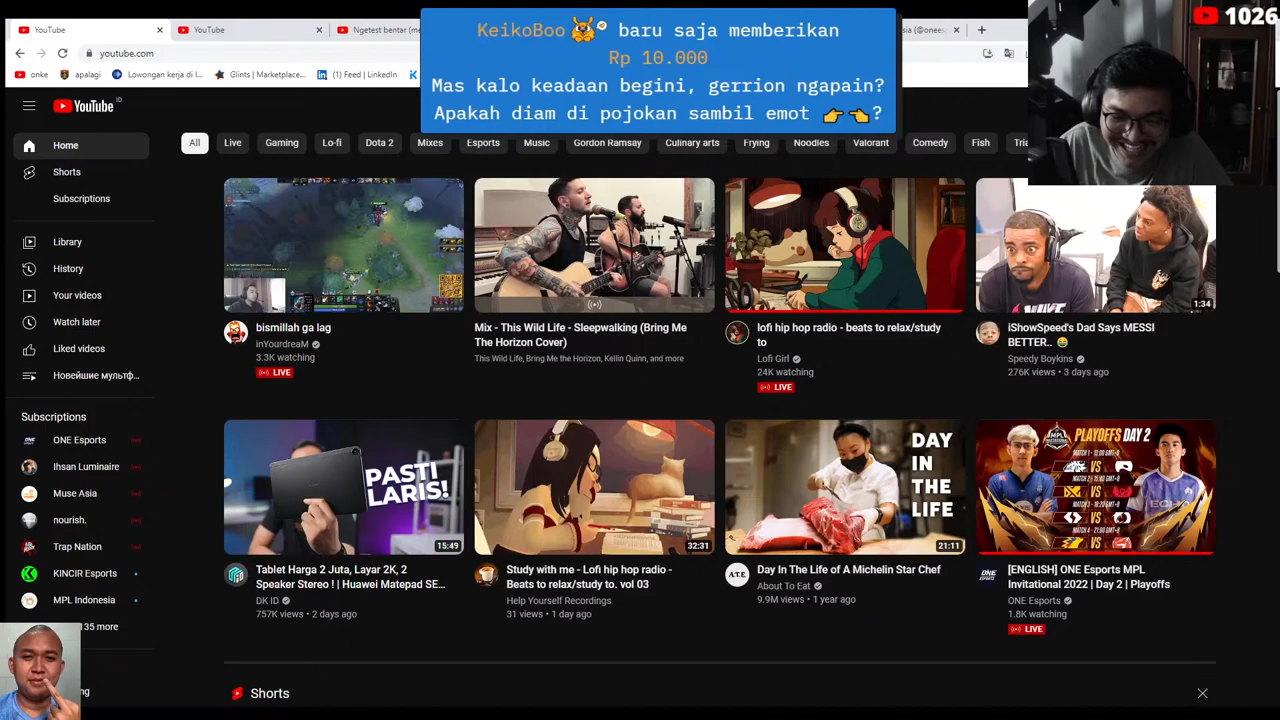 YouTube
YouTube
Ngetest bentar (me
KeikoBoo baru saja memberikan
Rp 10.000
Mas kalo keadaan begini, gerrion ngapain?
Apakah diam di pojokan sambil emot 👉👈?
1026
youtube.com
onke
apalagi
Lowongan kerja di I...
Glints | Marketplace...
(1) Feed | LinkedIn
YouTube ID
Home
Shorts
Subscriptions
Library
History
Your videos
Watch later
Liked videos
Новейшие мультф...
Subscriptions
ONE Esports
Ihsan Luminaire
Muse Asia
nourish.
Trap Nation
KINCIR Esports
MPL Indonesia
135 more
All
Live
Gaming
Lo-fi
Dota 2
Mixes
Esports
Music
Gordon Ramsay
Culinary arts
Frying
Noodles
Valorant
Comedy
Fish
bismillah ga lag
inYourdreaM
3.3K watching
LIVE
Mix - This Wild Life - Sleepwalking (Bring Me
The Horizon Cover)
This Wild Life, Bring Me the Horizon, Kellin Quinn, and more
lofi hip hop radio - beats to relax/study
to
Lofi Girl
24K watching
LIVE
1:34
iShowSpeed's Dad Says MESSI
BETTER.. 😂
Speedy Boykins
276K views • 3 days ago
PASTI
LARIS!
15:49
Tablet Harga 2 Juta, Layar 2K, 2
Speaker Stereo ! | Huawei Matepad SE...
DK ID
757K views • 2 days ago
32:31
Study with me - Lofi hip hop radio -
Beats to relax/study to. vol 03
Help Yourself Recordings
31 views • 1 day ago
DAY
IN
THE
LIFE
21:11
A.T.E
Day In The Life of A Michelin Star Chef
About To Eat
9.9M views • 1 year ago
PLAYOFFS DAY 2
VS
VS
VS
VS
[ENGLISH] ONE Esports MPL
Invitational 2022 | Day 2 | Playoffs
ONE Esports
1.8K watching
LIVE
Shorts